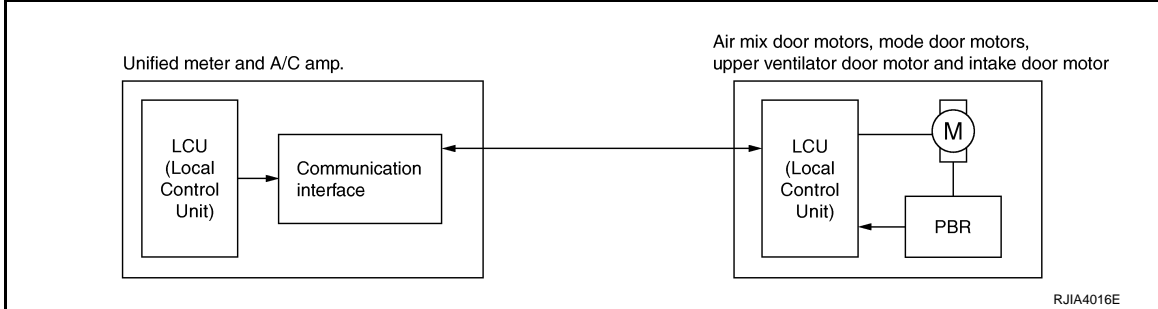 Unified meter and A/C amp.
LCU
(Local
Control
Unit)
Communication
interface
Air mix door motors, mode door motors,
upper ventilator door motor and intake door motor
LCU
(Local
Control
Unit)
M
PBR
RJIA4016E